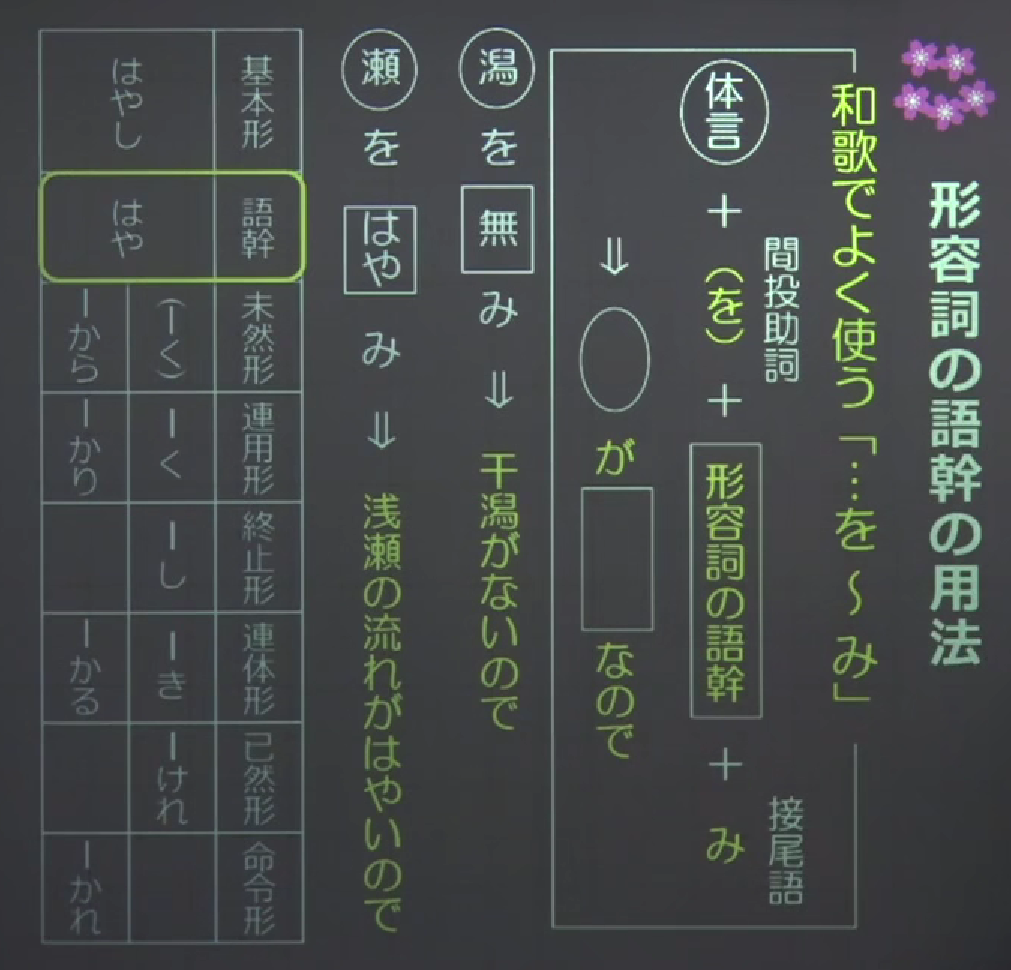 形容詞の語幹の用法
和歌でよく使う「…を～み」
間投助詞
接尾語
体言＋（を）＋形容詞の語幹＋み
⇓
が
なので
潟を無み⇓干潟がないので
瀬をはやみ⇓浅瀬の流れがはやいので
基本形 語幹 未然形 連用形 終止形 連体形 已然形 命令形
はやし はや （ーく） ーく ーし ーき ーけれ
ーから ーかり ーかる ーかれ